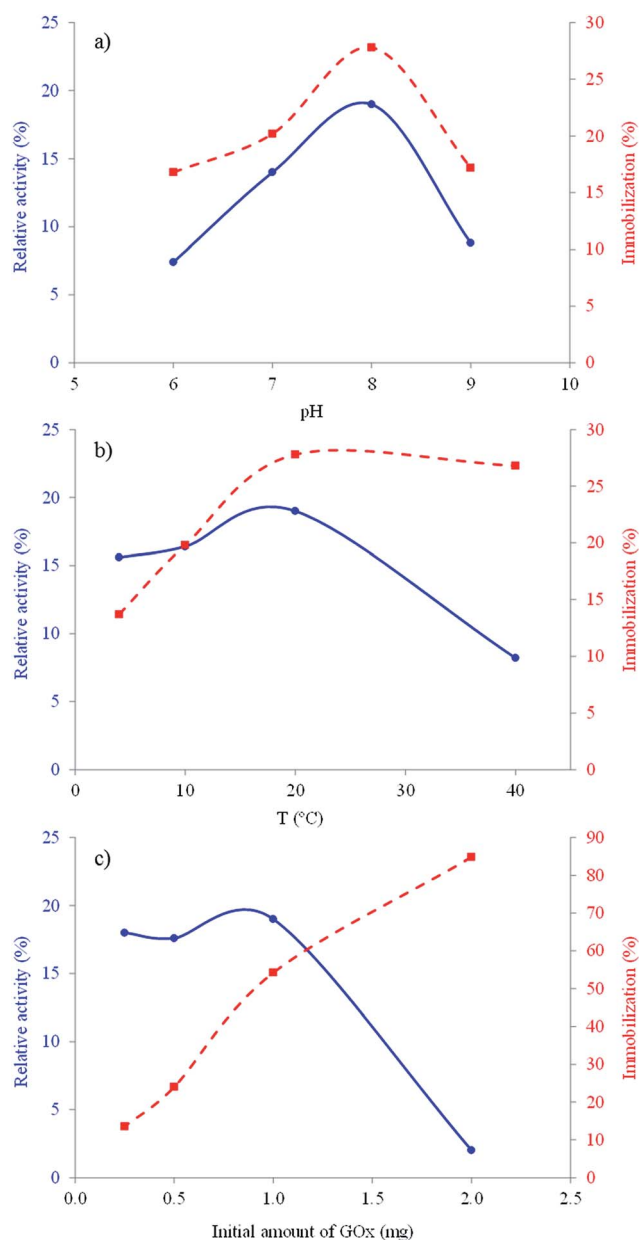 a)
25
20
15
10
5
0
Relative activity (%)
30
25
20
15
10
5
0
Immobilization (%)
5 6 7 8 9 10
pH
b)
25
20
15
10
5
0
Relative activity (%)
30
25
20
15
10
5
0
Immobilization (%)
0 10 20 30 40
T (°C)
c)
25
20
15
10
5
0
Relative activity (%)
90
80
70
60
50
40
30
20
10
0
Immobilization (%)
0.0 0.5 1.0 1.5 2.0 2.5
Initial amount of GOx (mg)